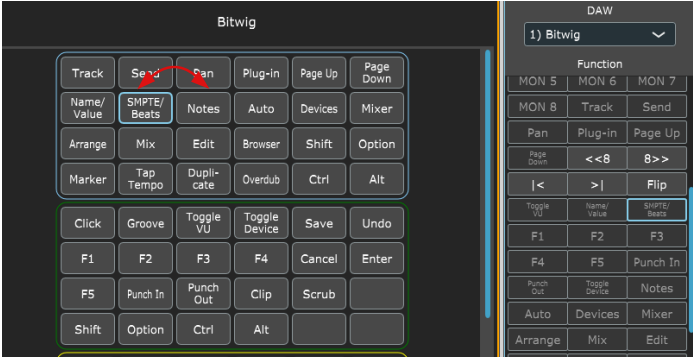 Bitwig
Track Send Pan Plug-in Page Up Page Down
Name/ Value SMPTE/ Beats Notes Auto Devices Mixer
Arrange Mix Edit Browser Shift Option
Marker Tap Tempo Dupli- cate Overdub Ctrl Alt
Click Groove Toggle VU Toggle Device Save Undo
F1 F2 F3 F4 Cancel Enter
F5 Punch In Punch Out Clip Scrub
Shift Option Ctrl Alt
DAW
1) Bitwig
Function
MON 5 MON 6 MON 7
MON 8 Track Send
Pan Plug-in Page Up
Page Down <<8 8>>
|< >| Flip
Toggle VU Name/ Value SMPTE/ Beats
F1 F2 F3
F4 F5 Punch In
Punch Out Toggle Device Notes
Auto Devices Mixer
Arrange Mix Edit